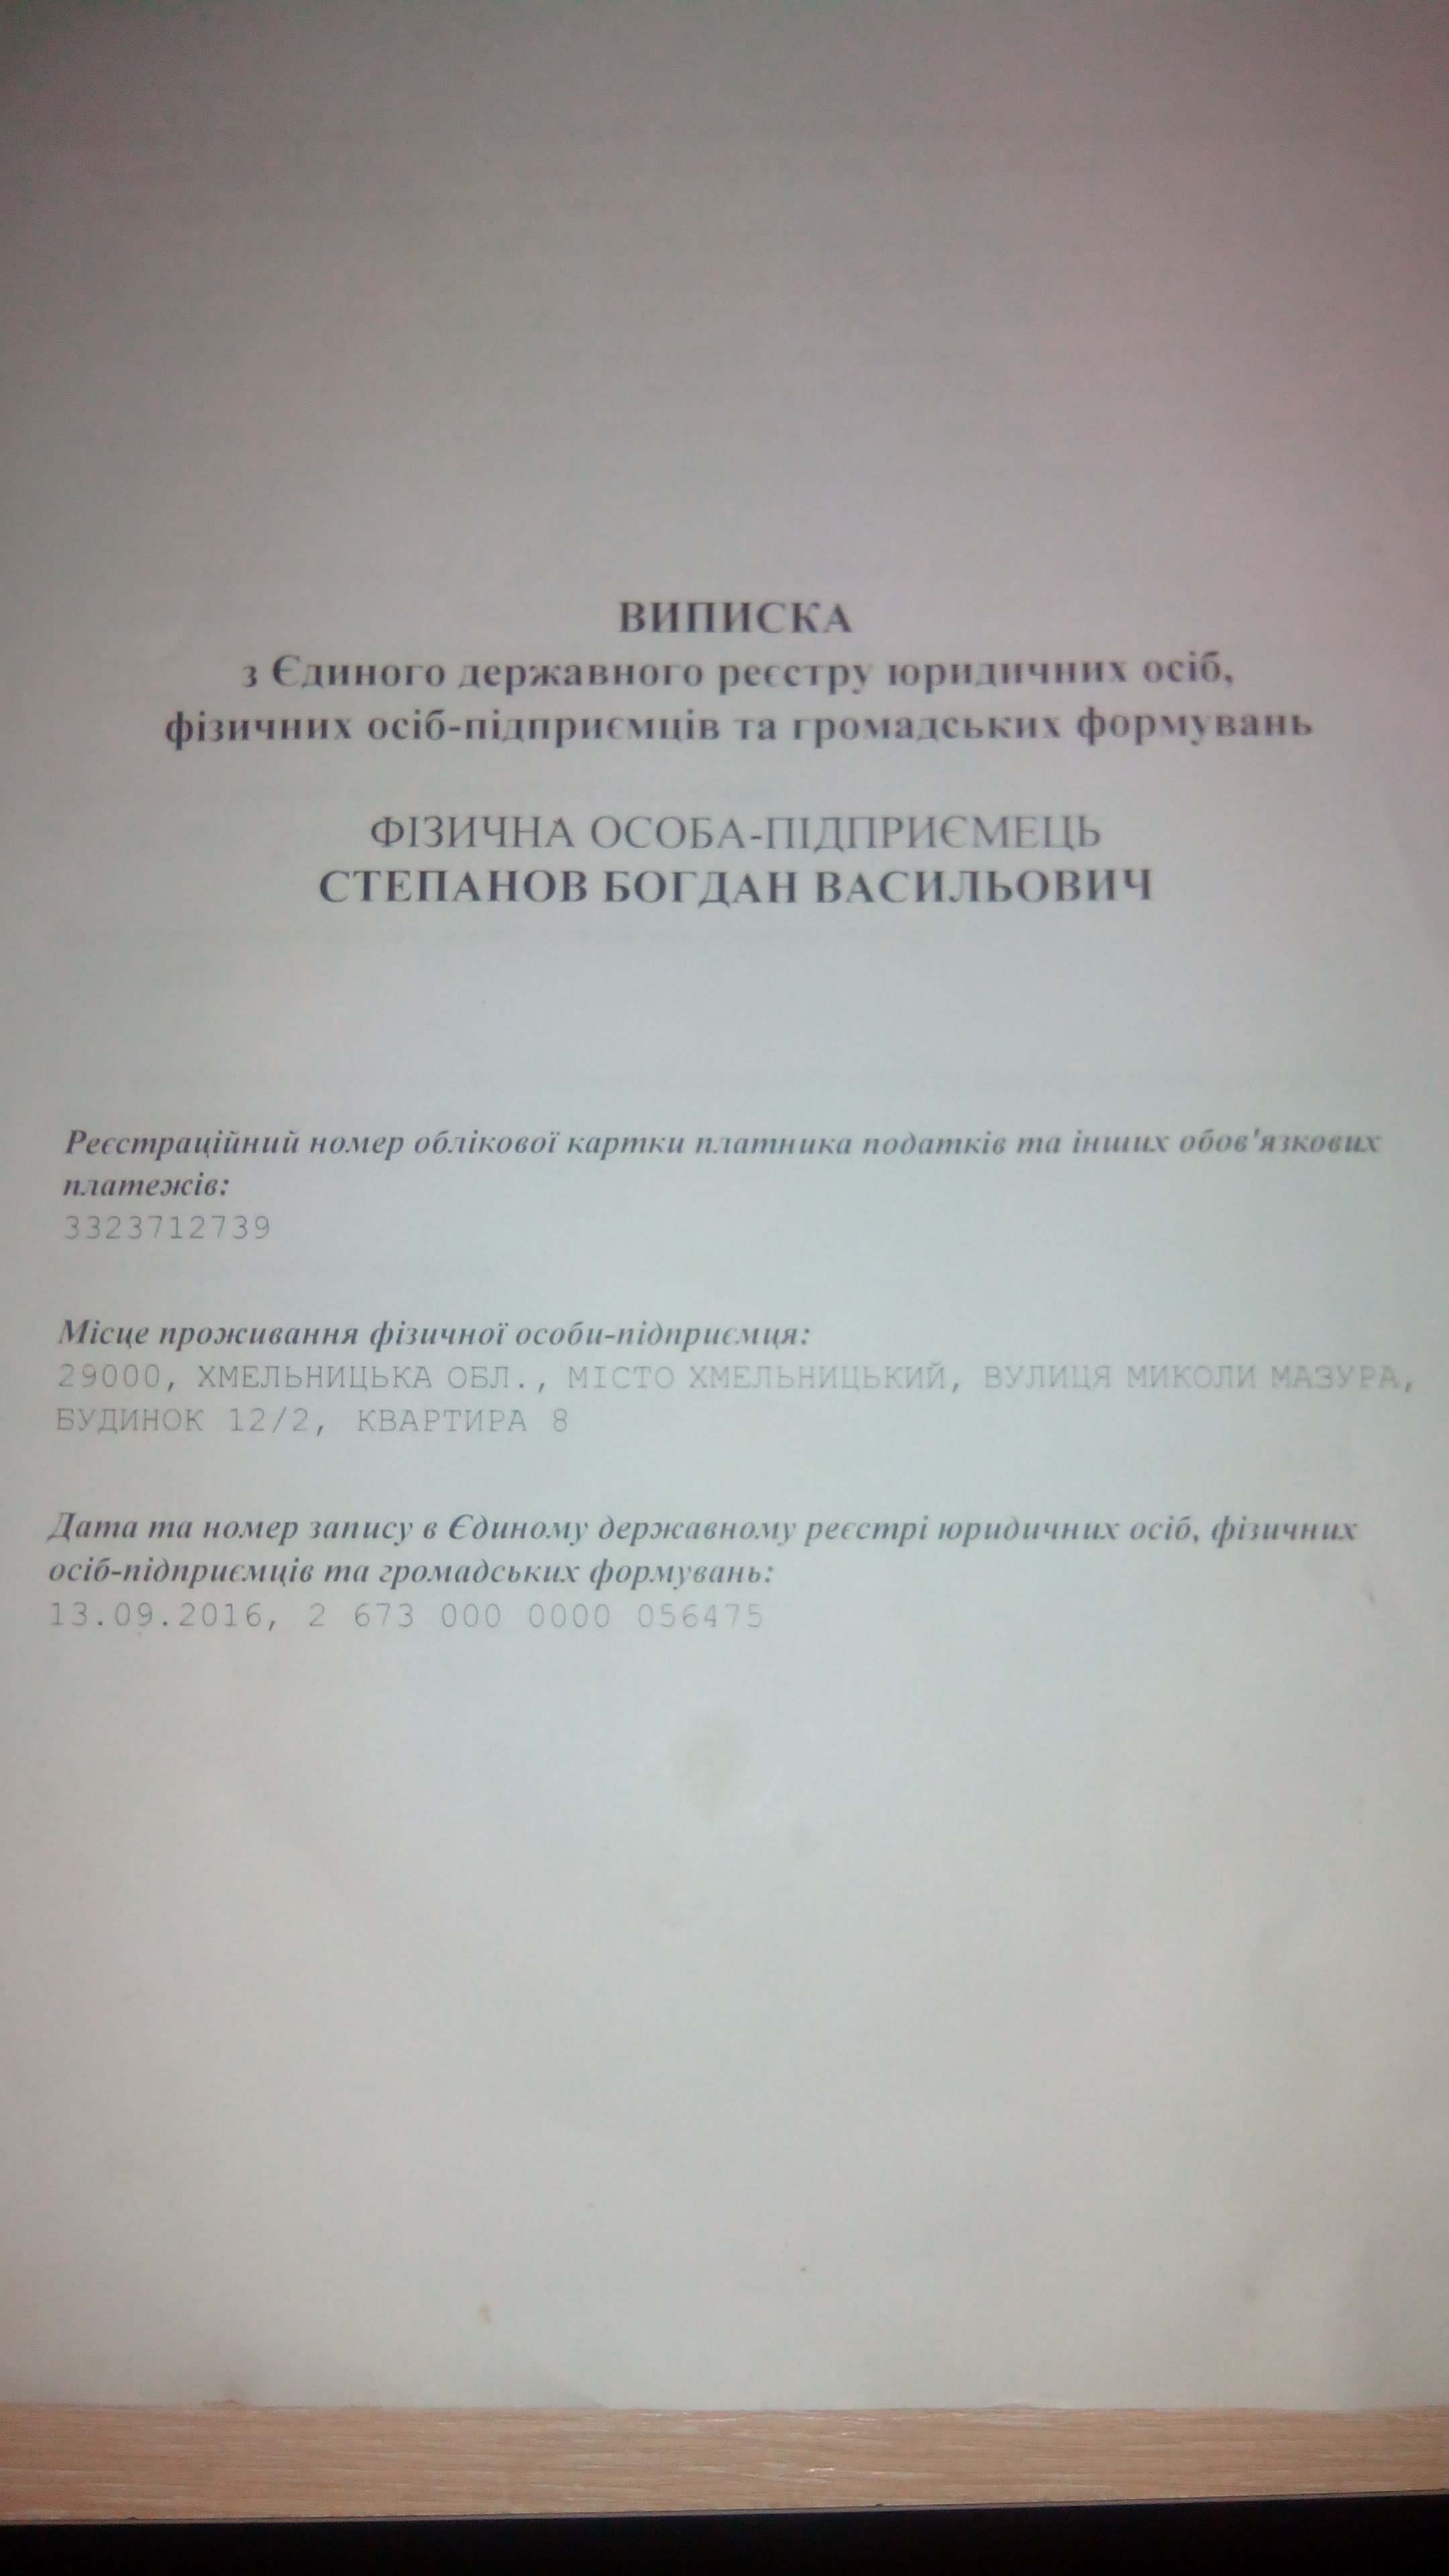 ВИПИСКА
з Єдиного державного реєстру юридичних осіб,
фізичних осіб-підприємців та громадських формувань
ФІЗИЧНА ОСОБА-ПІДПРИЄМЕЦЬ
СТЕПАНОВ БОГДАН ВАСИЛЬОВИЧ
Реєстраційний номер облікової картки платника податків та інших обов'язкових
платежів:
3323712739
Місце проживання фізичної особи-підприємця:
29000, ХМЕЛЬНИЦЬКА ОБЛ., МІСТО ХМЕЛЬНИЦЬКИЙ, ВУЛИЦЯ МИКОЛИ МАЗУРА,
БУДИНОК 12/2, КВАРТИРА 8
Дата та номер запису в Єдиному державному реєстрі юридичних осіб, фізичних
осіб-підприємців та громадських формувань:
13.09.2016, 2 673 000 0000 056475